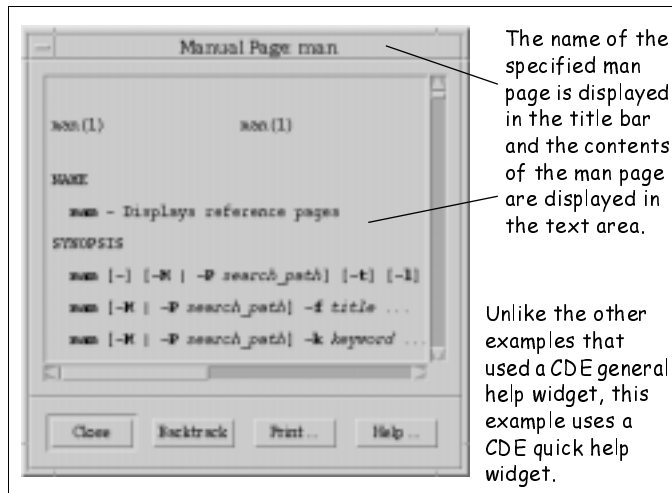 Manual Page: man
man(1) man(1)
NAME
man - Displays reference pages
SYNOPSIS
man [-] [-M | -P search_path] [-t] [-l]
man [-M | -P search_path] -f title ...
man [-M | -P search_path] -k keyword ...
Close Backtrack Print... Help...
The name of the
specified man
page is displayed
in the title bar
and the contents
of the man page
are displayed in
the text area.
Unlike the other
examples that
used a CDE general
help widget, this
example uses a
CDE quick help
widget.